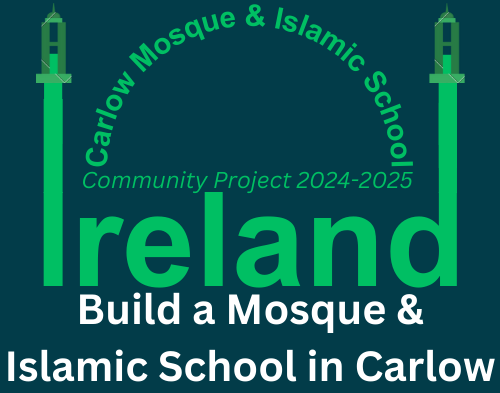 Carlow Mosque & Islamic School
Community Project 2024-2025
Ireland
Build a Mosque &
Islamic School in Carlow